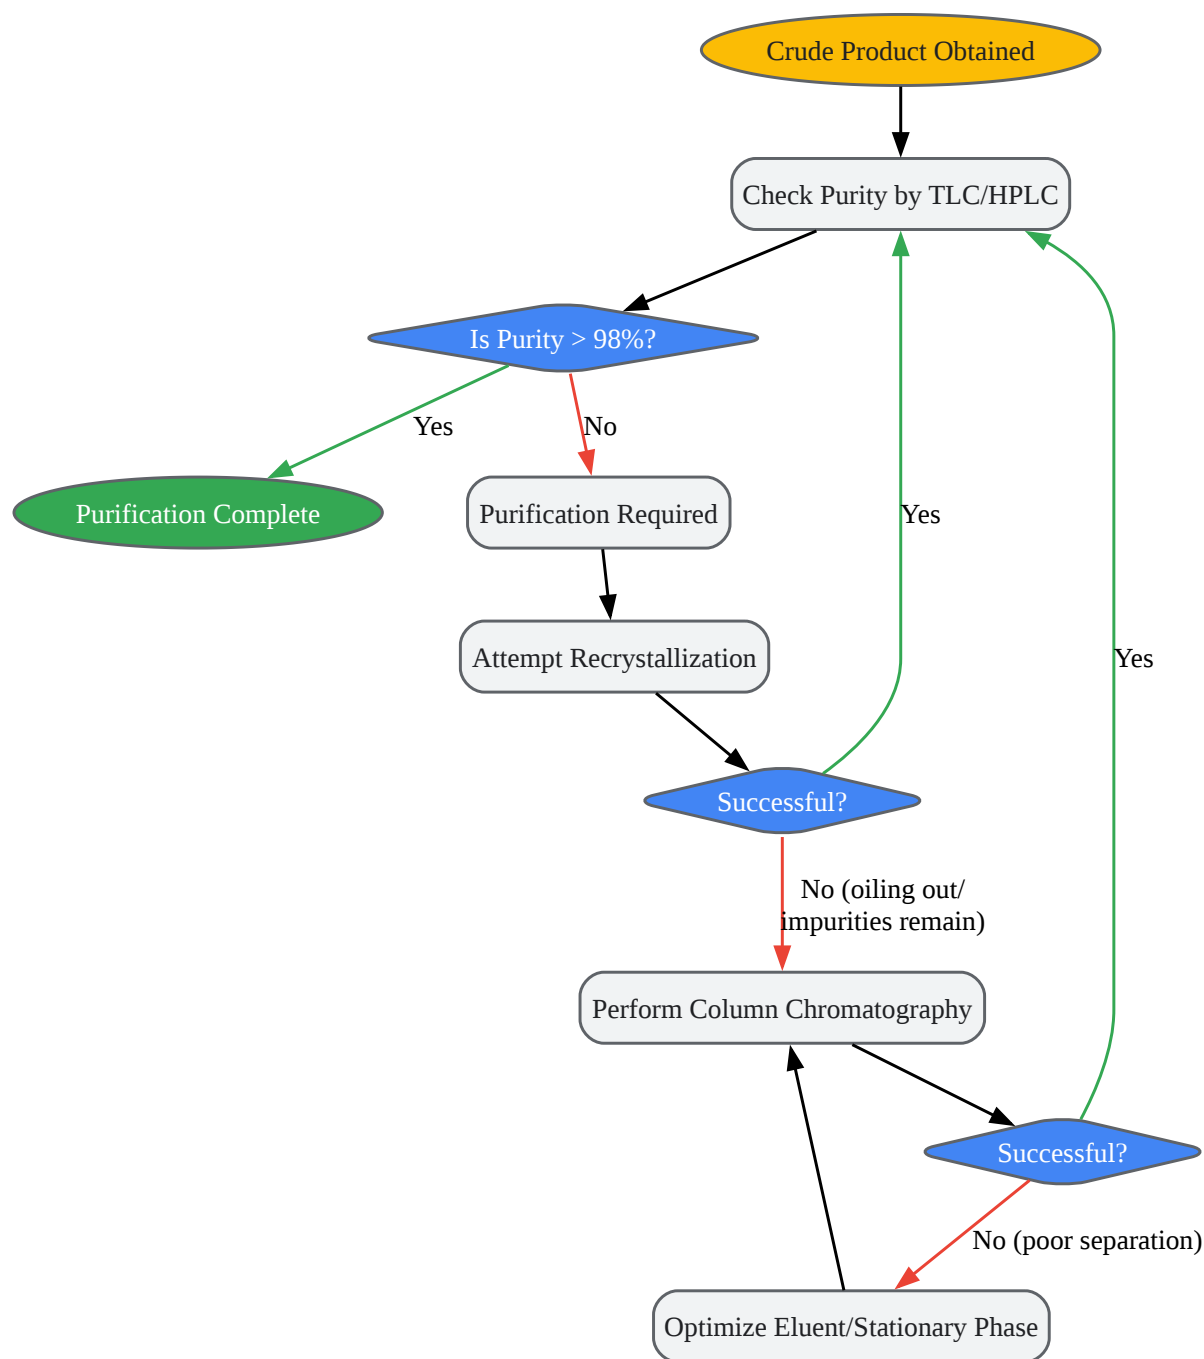 Crude Product Obtained
Check Purity by TLC/HPLC
Is Purity > 98%?
Yes
No
Purification Complete
Purification Required
Yes
Attempt Recrystallization
Yes
Successful?
No (oiling out/
impurities remain)
Perform Column Chromatography
Successful?
No (poor separation)
Optimize Eluent/Stationary Phase